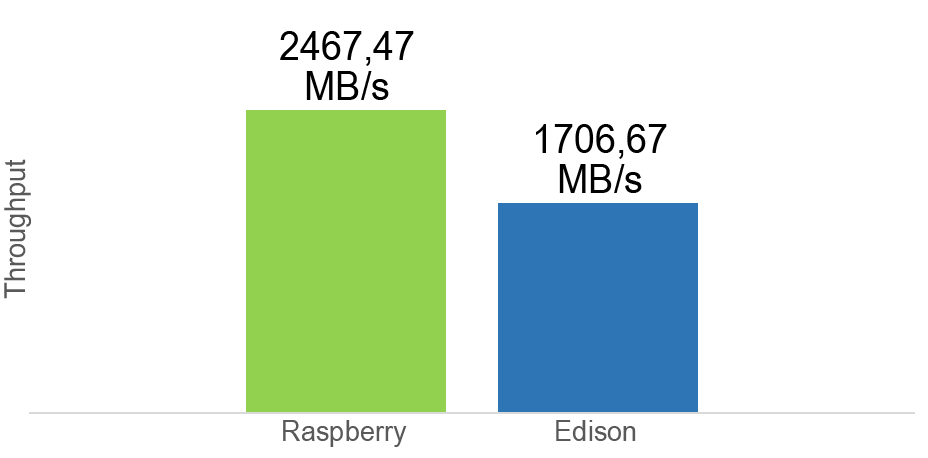 2467,47
MB/s
1706,67
MB/s
Throughput
Raspberry
Edison